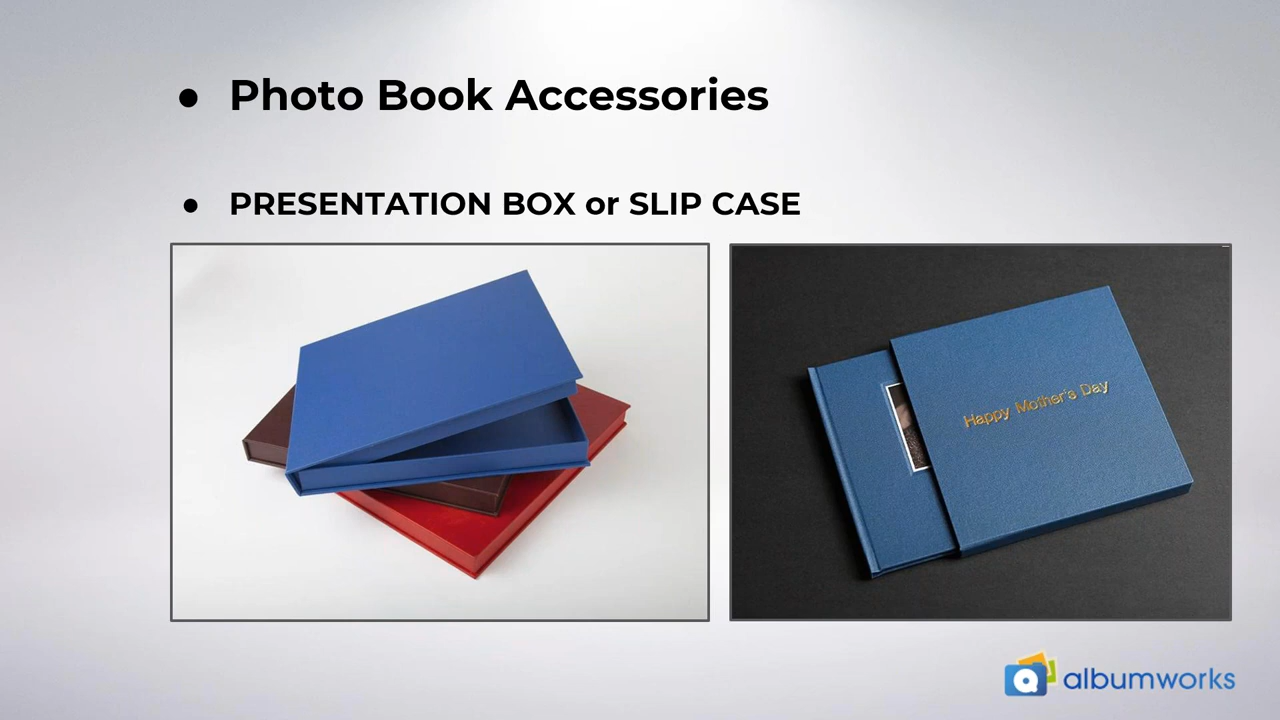 ● Photo Book Accessories
● PRESENTATION BOX or SLIP CASE
Happy Mother's Day
albumworks